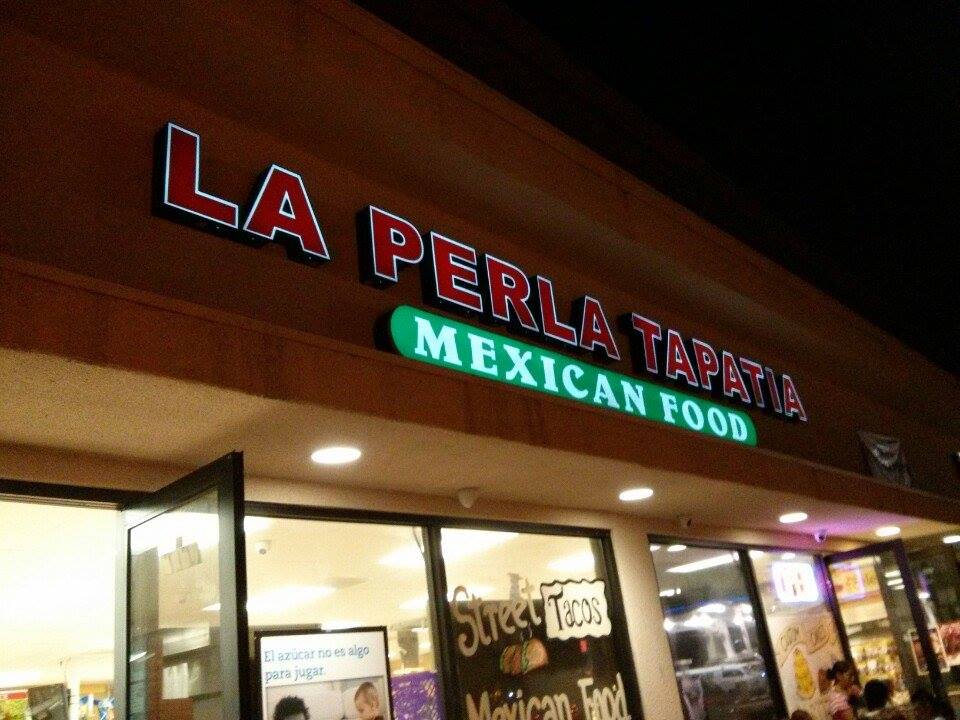 LA PERLA TAPATIA
MEXICAN FOOD
Street Tacos
Mexican Food
El azúcar no es algo
para jugar.